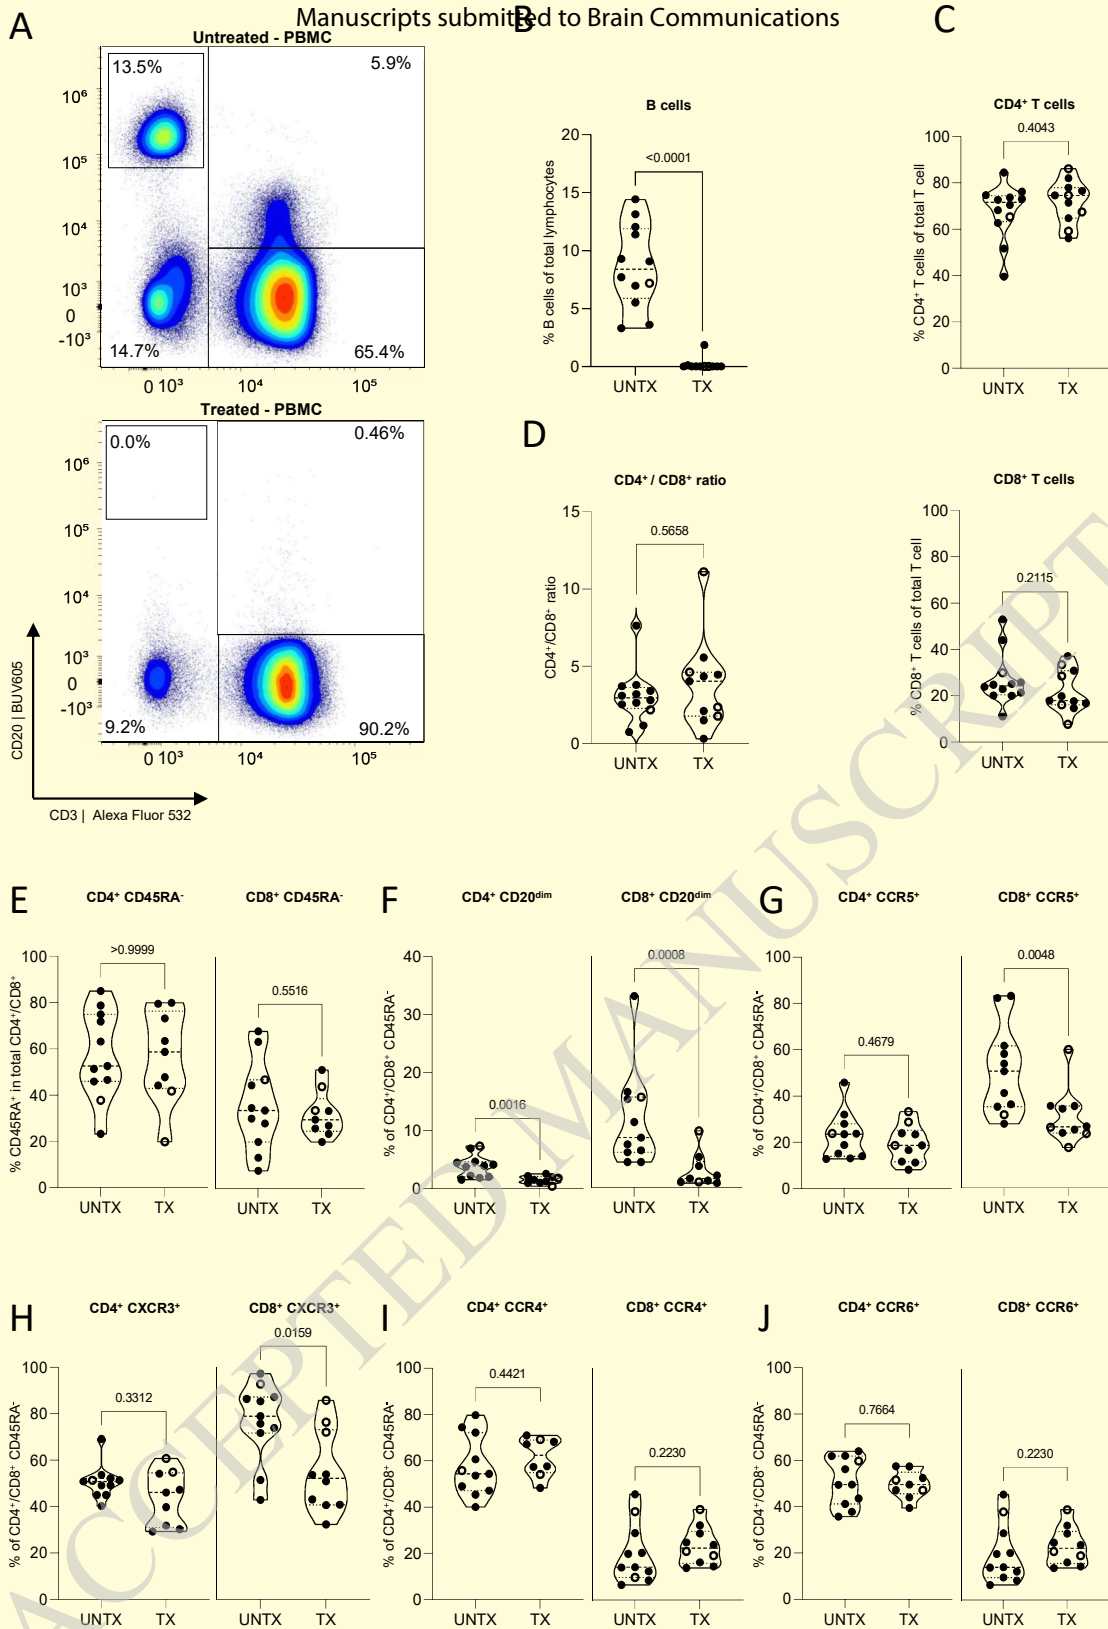 Manuscripts submitted to Brain Communications
A
Untreated - PBMC
13.5%
5.9%
14.7%
65.4%
10⁶
10⁵
10⁴
10³
0
-10³
0 10³
10⁴
10⁵
Treated - PBMC
0.0%
0.46%
9.2%
90.2%
10⁶
10⁵
10⁴
10³
0
-10³
0 10³
10⁴
10⁵
CD20 | BUV605
CD3 | Alexa Fluor 532
B
B cells
<0.0001
% B cells of total lymphocytes
20
15
10
5
0
UNTX TX
C
CD4⁺ T cells
0.4043
% CD4⁺ T cells of total T cell
100
80
60
40
20
0
UNTX TX
D
CD4⁺ / CD8⁺ ratio
0.5658
CD4⁺/CD8⁺ ratio
15
10
5
0
UNTX TX
CD8⁺ T cells
0.2115
% CD8⁺ T cells of total T cell
100
80
60
40
20
0
UNTX TX
E
CD4⁺ CD45RA⁻
CD8⁺ CD45RA⁻
>0.9999
0.5516
% CD45RA⁺ in total CD4⁺/CD8⁺
100
80
60
40
20
0
UNTX TX
UNTX TX
F
CD4⁺ CD20ᵈⁱᵐ
CD8⁺ CD20ᵈⁱᵐ
0.0016
0.0008
% of CD4⁺/CD8⁺ CD45RA⁻
40
30
20
10
0
UNTX TX
UNTX TX
G
CD4⁺ CCR5⁺
CD8⁺ CCR5⁺
0.4679
0.0048
% of CD4⁺/CD8⁺ CD45RA⁻
100
80
60
40
20
0
UNTX TX
UNTX TX
H
CD4⁺ CXCR3⁺
CD8⁺ CXCR3⁺
0.3312
0.0159
% of CD4⁺/CD8⁺ CD45RA⁻
100
80
60
40
20
0
UNTX TX
UNTX TX
I
CD4⁺ CCR4⁺
CD8⁺ CCR4⁺
0.4421
0.2230
% of CD4⁺/CD8⁺ CD45RA⁻
100
80
60
40
20
0
UNTX TX
UNTX TX
J
CD4⁺ CCR6⁺
CD8⁺ CCR6⁺
0.7664
0.2230
% of CD4⁺/CD8⁺ CD45RA⁻
100
80
60
40
20
0
UNTX TX
UNTX TX
ACCEPTED MANUSCRIPT